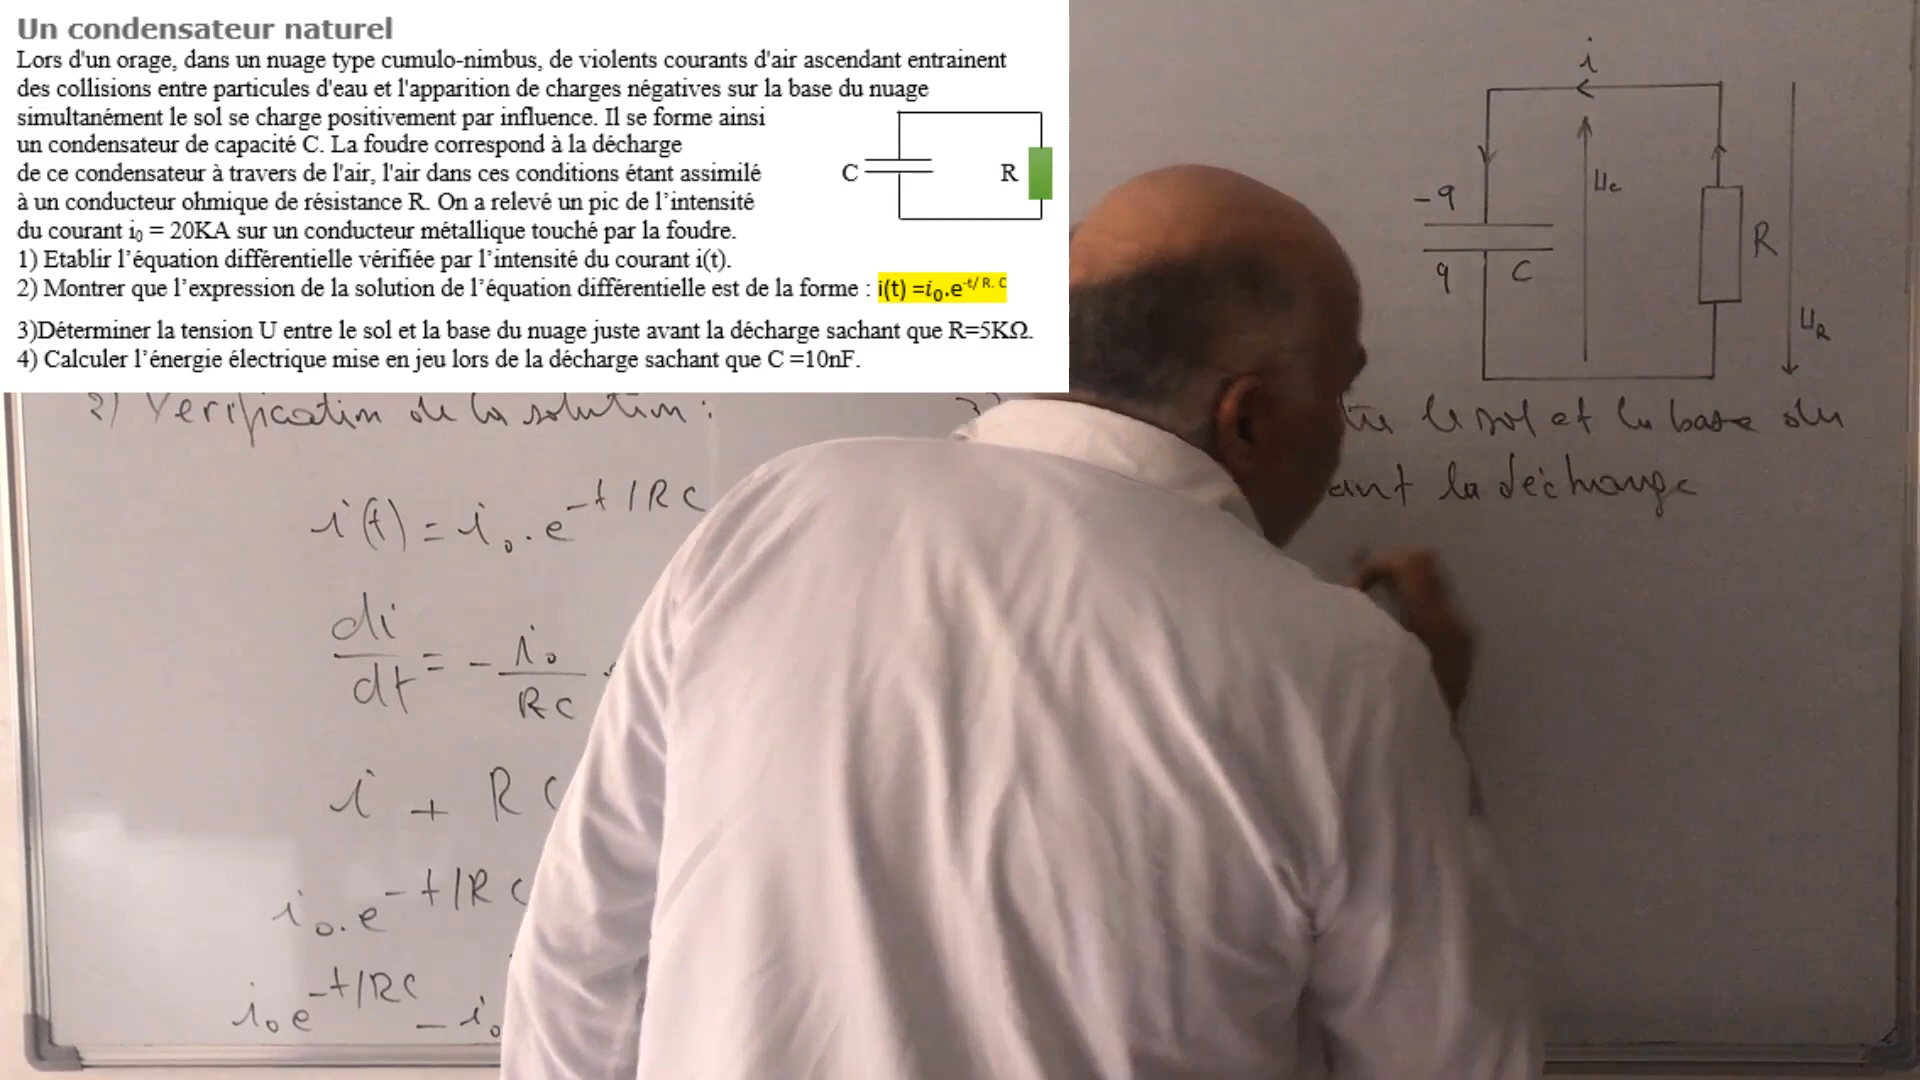 Un condensateur naturel
Lors d'un orage, dans un nuage type cumulo-nimbus, de violents courants d'air ascendant entrainent
des collisions entre particules d'eau et l'apparition de charges négatives sur la base du nuage
simultanément le sol se charge positivement par influence. Il se forme ainsi
un condensateur de capacité C. La foudre correspond à la décharge
de ce condensateur à travers de l'air, l'air dans ces conditions étant assimilé
à un conducteur ohmique de résistance R. On a relevé un pic de l'intensité
du courant i₀ = 20KA sur un conducteur métallique touché par la foudre.
1) Etablir l'équation différentielle vérifiée par l'intensité du courant i(t).
2) Montrer que l'expression de la solution de l'équation différentielle est de la forme : i(t) =i₀.e-t/ R. C
3)Déterminer la tension U entre le sol et la base du nuage juste avant la décharge sachant que R=5KΩ.
4) Calculer l'énergie électrique mise en jeu lors de la décharge sachant que C =10nF.
C
R
i
-q
q
C
uc
R
uR
2) Verification de la solution :
i(t) = i₀. e-t/RC
di/dt = - i₀/RC
i + RC
i₀. e-t/RC
i₀ e-t/RC - i₀
3)
le sol et la base du
la décharge